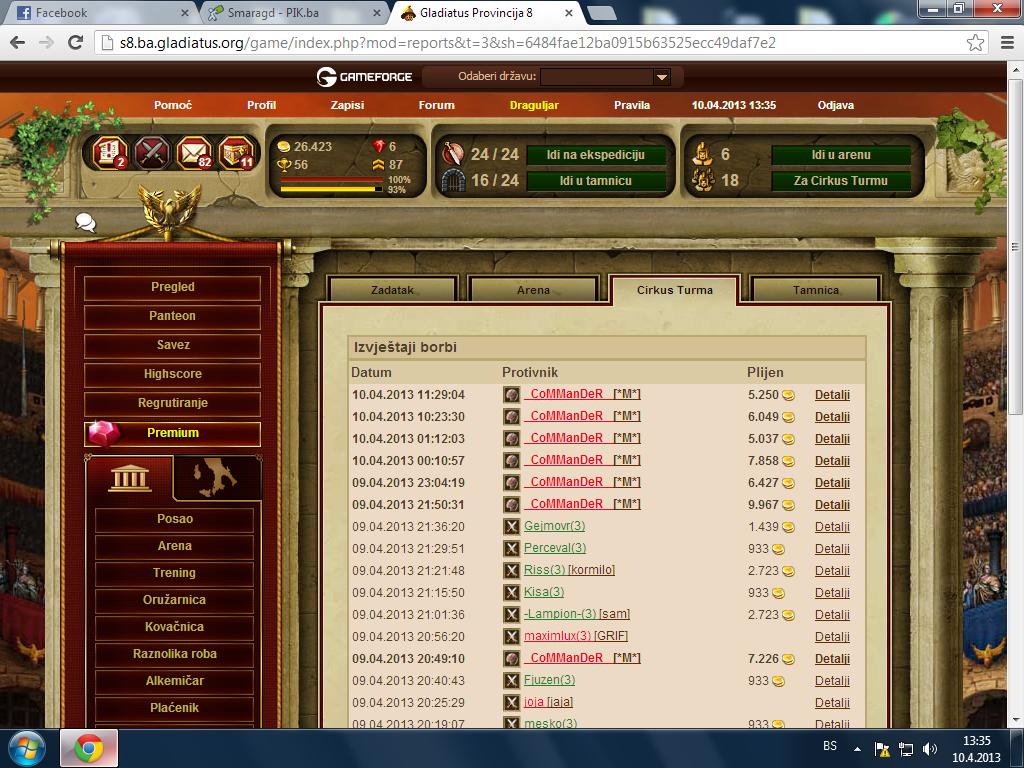 Facebook
Smaragd - PIK.ba
Gladiatus Provincija 8
s8.ba.gladiatus.org/game/index.php?mod=reports&t=3&sh=6484fae12ba0915b63525ecc49daf7e2
GAMEFORGE Odaberi državu:
Pomoć Profil Zapisi Forum Draguljar Pravila 10.04.2013 13:35 Odjava
2 82 11
26.423 6
56 87
100%
93%
24 / 24 Idi na ekspediciju
16 / 24 Idi u tamnicu
6 Idi u arenu
18 Za Cirkus Turmu
Pregled
Panteon
Savez
Highscore
Regrutiranje
Premium
Posao
Arena
Trening
Oružarnica
Kovačnica
Raznolika roba
Alkemičar
Plaćenik
Zadatak Arena Cirkus Turma Tamnica
Izvještaji borbi
Datum Protivnik Plijen
10.04.2013 11:29:04 _CoMManDeR_ [*M*] 5.250 Detalji
10.04.2013 10:23:30 _CoMManDeR_ [*M*] 6.049 Detalji
10.04.2013 01:12:03 _CoMManDeR_ [*M*] 5.037 Detalji
10.04.2013 00:10:57 _CoMManDeR_ [*M*] 7.858 Detalji
09.04.2013 23:04:19 _CoMManDeR_ [*M*] 6.427 Detalji
09.04.2013 21:50:31 _CoMManDeR_ [*M*] 9.967 Detalji
09.04.2013 21:36:20 Gejmovr(3) 1.439 Detalji
09.04.2013 21:29:51 Perceval(3) 933 Detalji
09.04.2013 21:21:48 Riss(3) [kormilo] 2.723 Detalji
09.04.2013 21:15:50 Kisa(3) 933 Detalji
09.04.2013 21:01:36 -Lampion-(3) [sam] 2.723 Detalji
09.04.2013 20:56:20 maximlux(3) [GRIF] Detalji
09.04.2013 20:49:10 _CoMManDeR_ [*M*] 7.226 Detalji
09.04.2013 20:40:43 Fjuzen(3) 933 Detalji
09.04.2013 20:25:29 joja [jaja] Detalji
09.04.2013 20:19:07 mesko(3) 933 Detalji
BS
13:35
10.4.2013